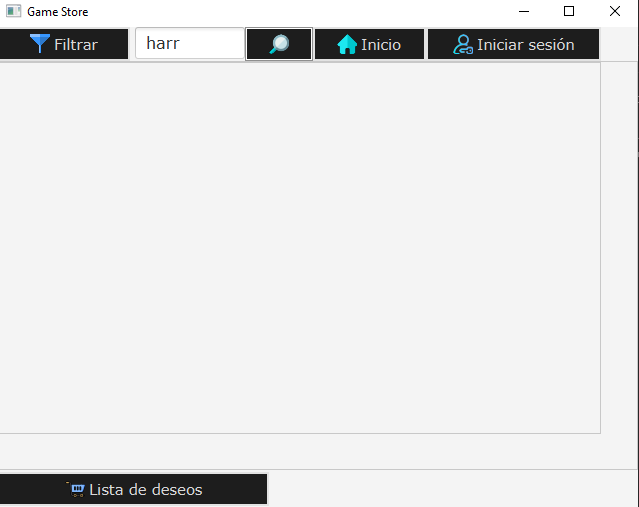 Game Store
Filtrar
harr
Inicio
Iniciar sesión
Lista de deseos